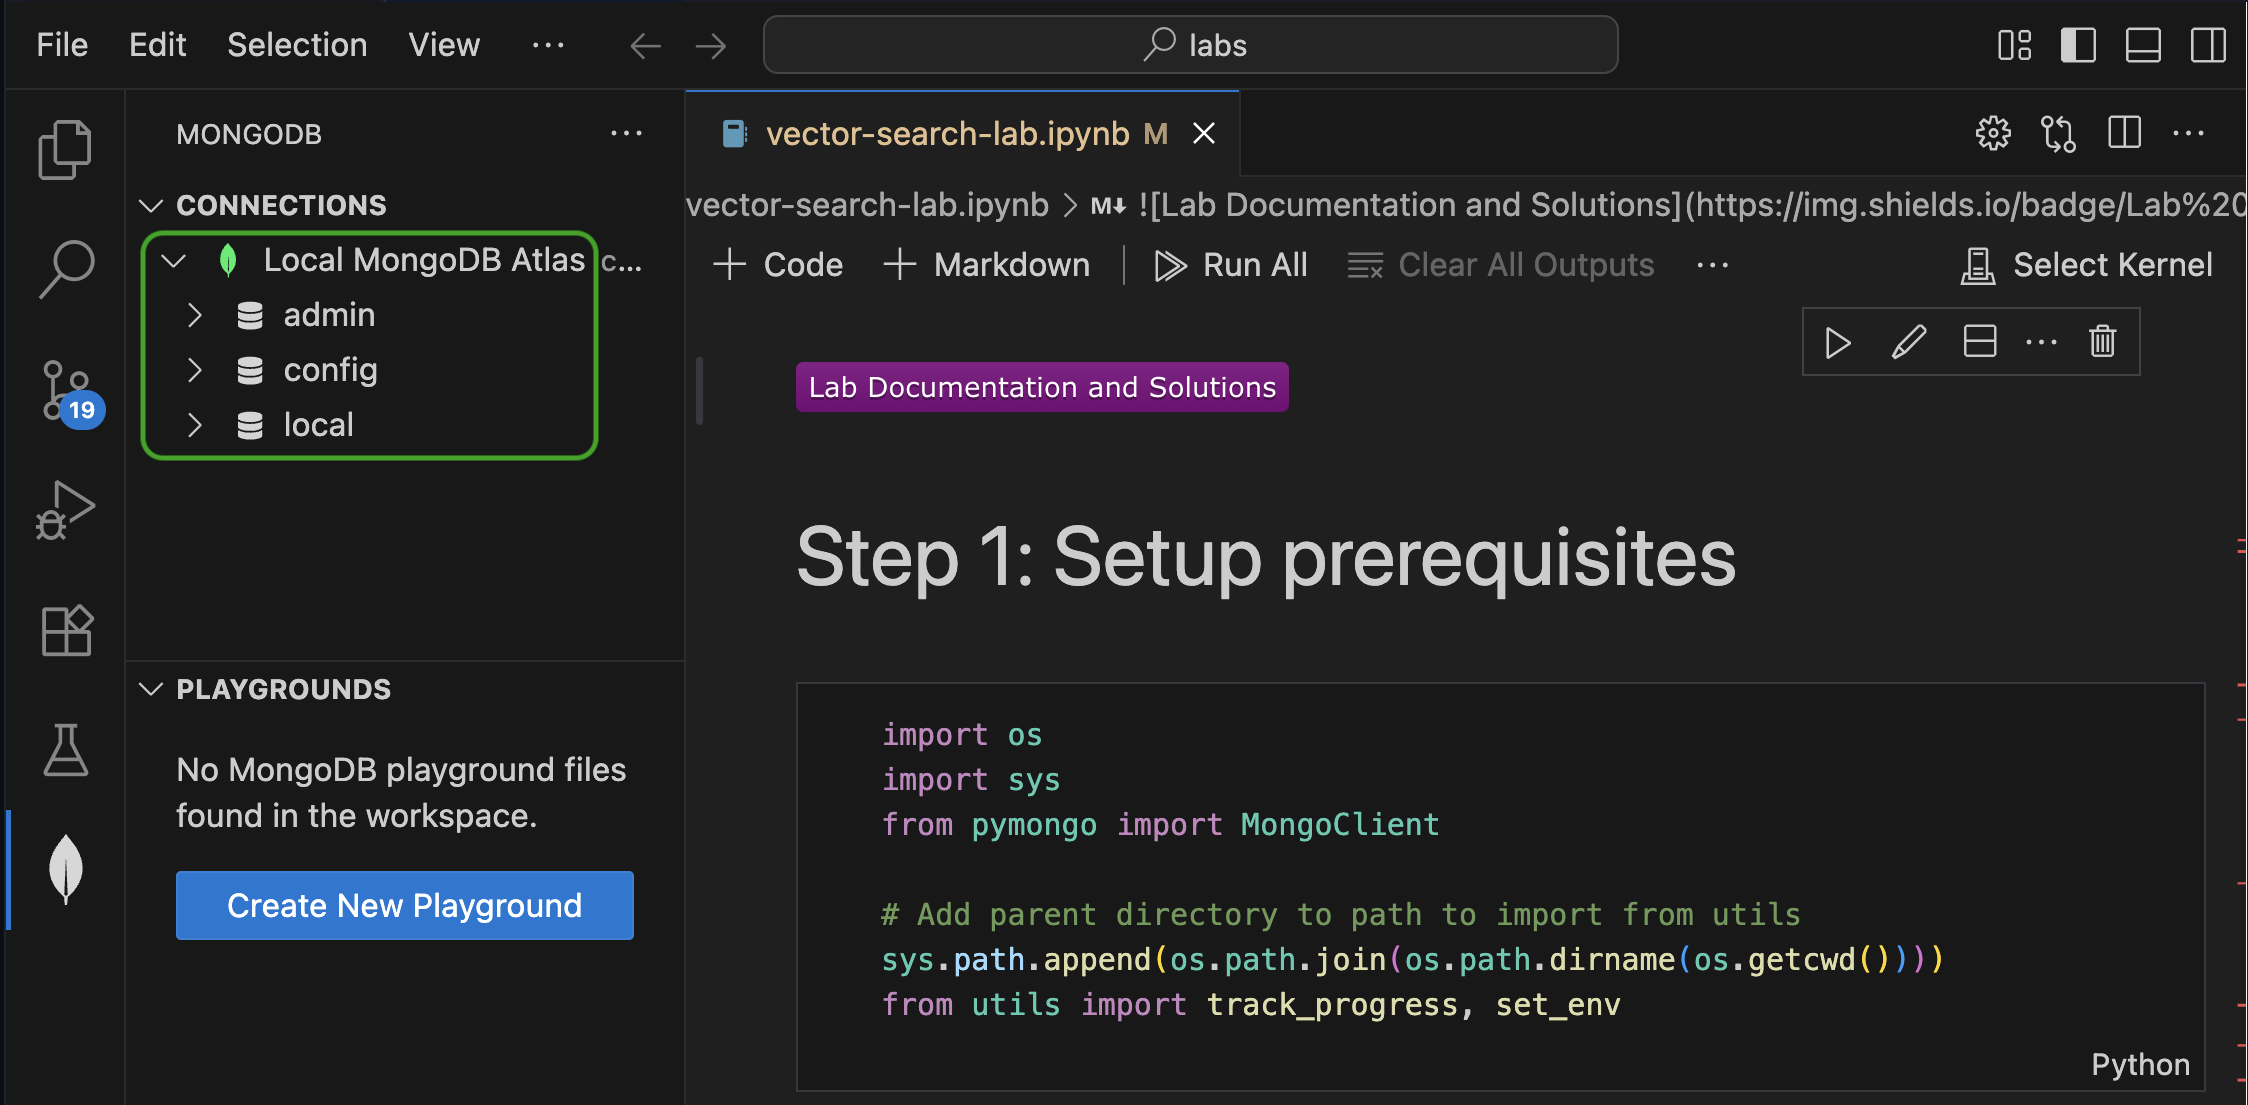 File Edit Selection View ... labs
MONGODB
CONNECTIONS
Local MongoDB Atlas c...
admin
config
local
19
PLAYGROUNDS
No MongoDB playground files
found in the workspace.
Create New Playground
vector-search-lab.ipynb M
vector-search-lab.ipynb > M↓ ![Lab Documentation and Solutions](https://img.shields.io/badge/Lab%20
+ Code + Markdown | Run All Clear All Outputs ... Select Kernel
Lab Documentation and Solutions
Step 1: Setup prerequisites
import os
import sys
from pymongo import MongoClient
# Add parent directory to path to import from utils
sys.path.append(os.path.join(os.path.dirname(os.getcwd())))
from utils import track_progress, set_env
Python